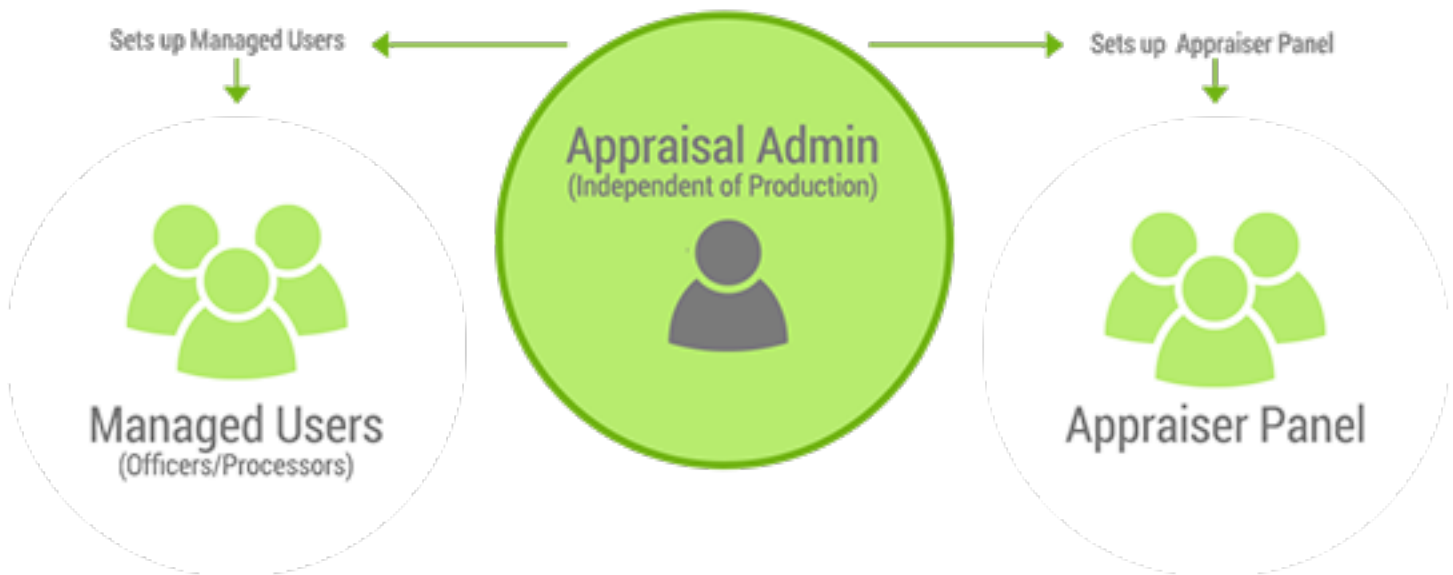 Sets up Managed Users
Sets up Appraiser Panel
Appraisal Admin
(Independent of Production)
Managed Users
(Officers/Processors)
Appraiser Panel